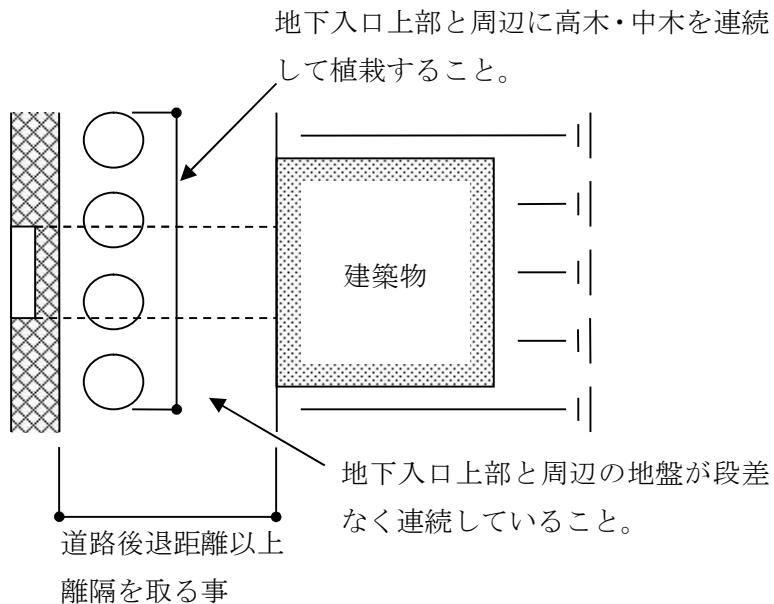 地下入口上部と周辺に高木・中木を連続
して植栽すること。
建築物
地下入口上部と周辺の地盤が段差
なく連続していること。
道路後退距離以上
離隔を取る事